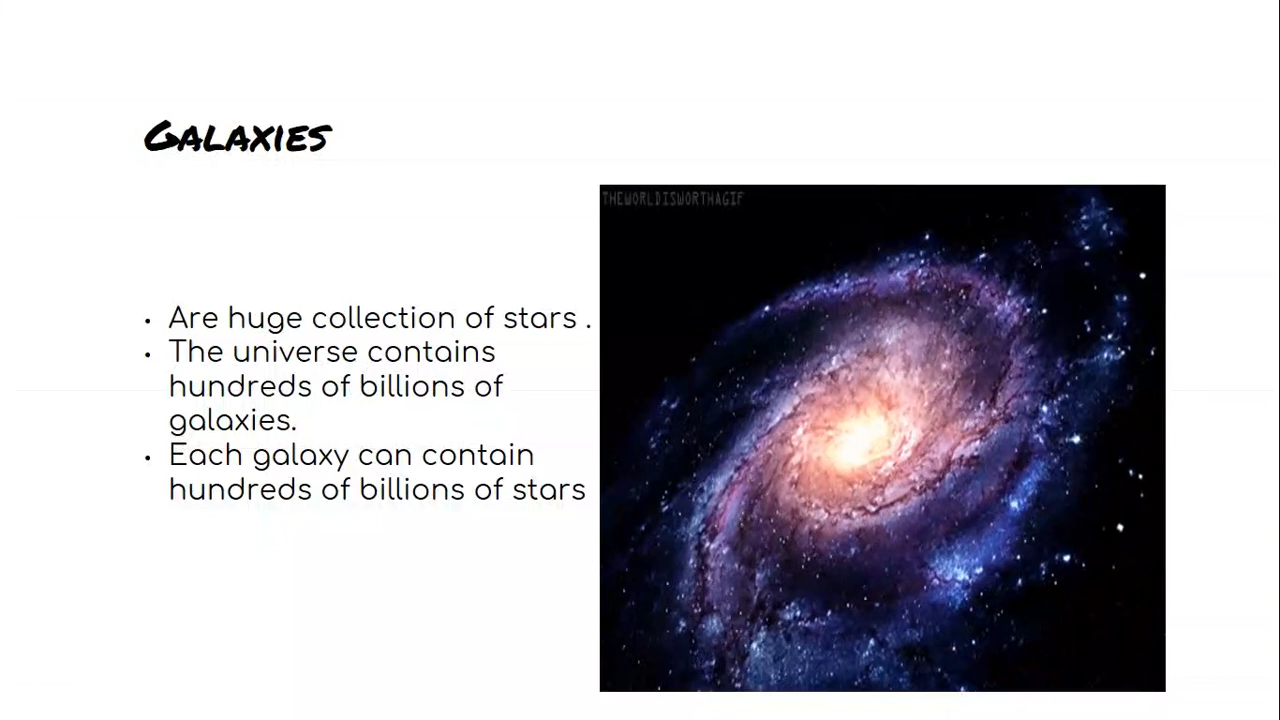 GALAXIES
THEWORLDISWORTHAGIF
• Are huge collection of stars .
• The universe contains
hundreds of billions of
galaxies.
• Each galaxy can contain
hundreds of billions of stars